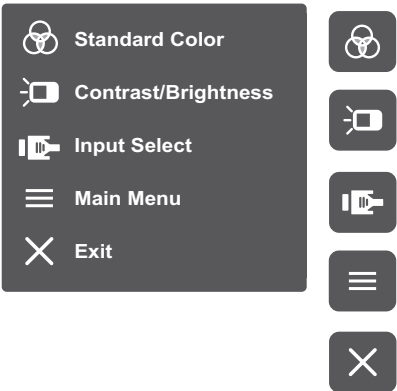 Standard Color
Contrast/Brightness
Input Select
Main Menu
Exit